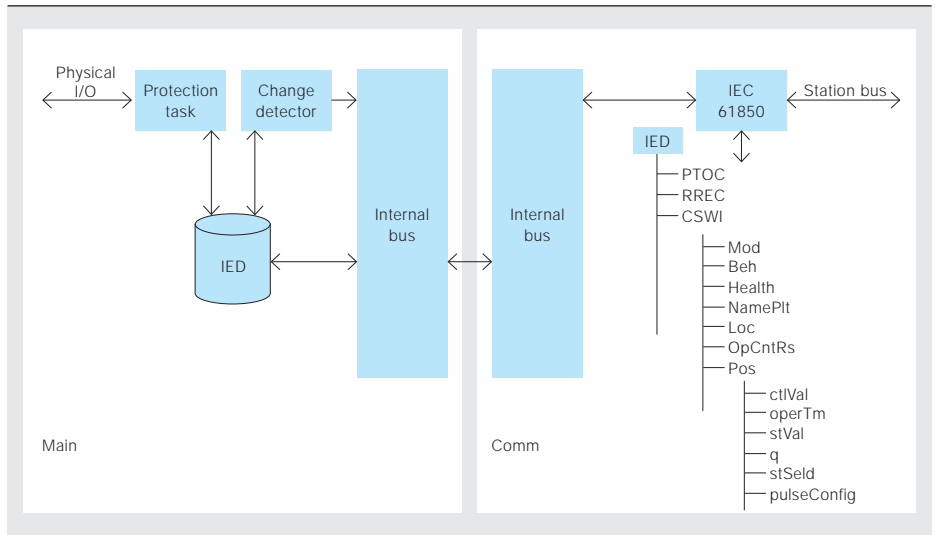 Physical
I/O
Protection
task
Change
detector
Internal
bus
IED
Main
Internal
bus
IEC
61850
Station bus
IED
PTOC
RREC
CSWI
Mod
Beh
Health
NamePlt
Loc
OpCntRs
Pos
ctlVal
operTm
stVal
q
stSeld
pulseConfig
Comm